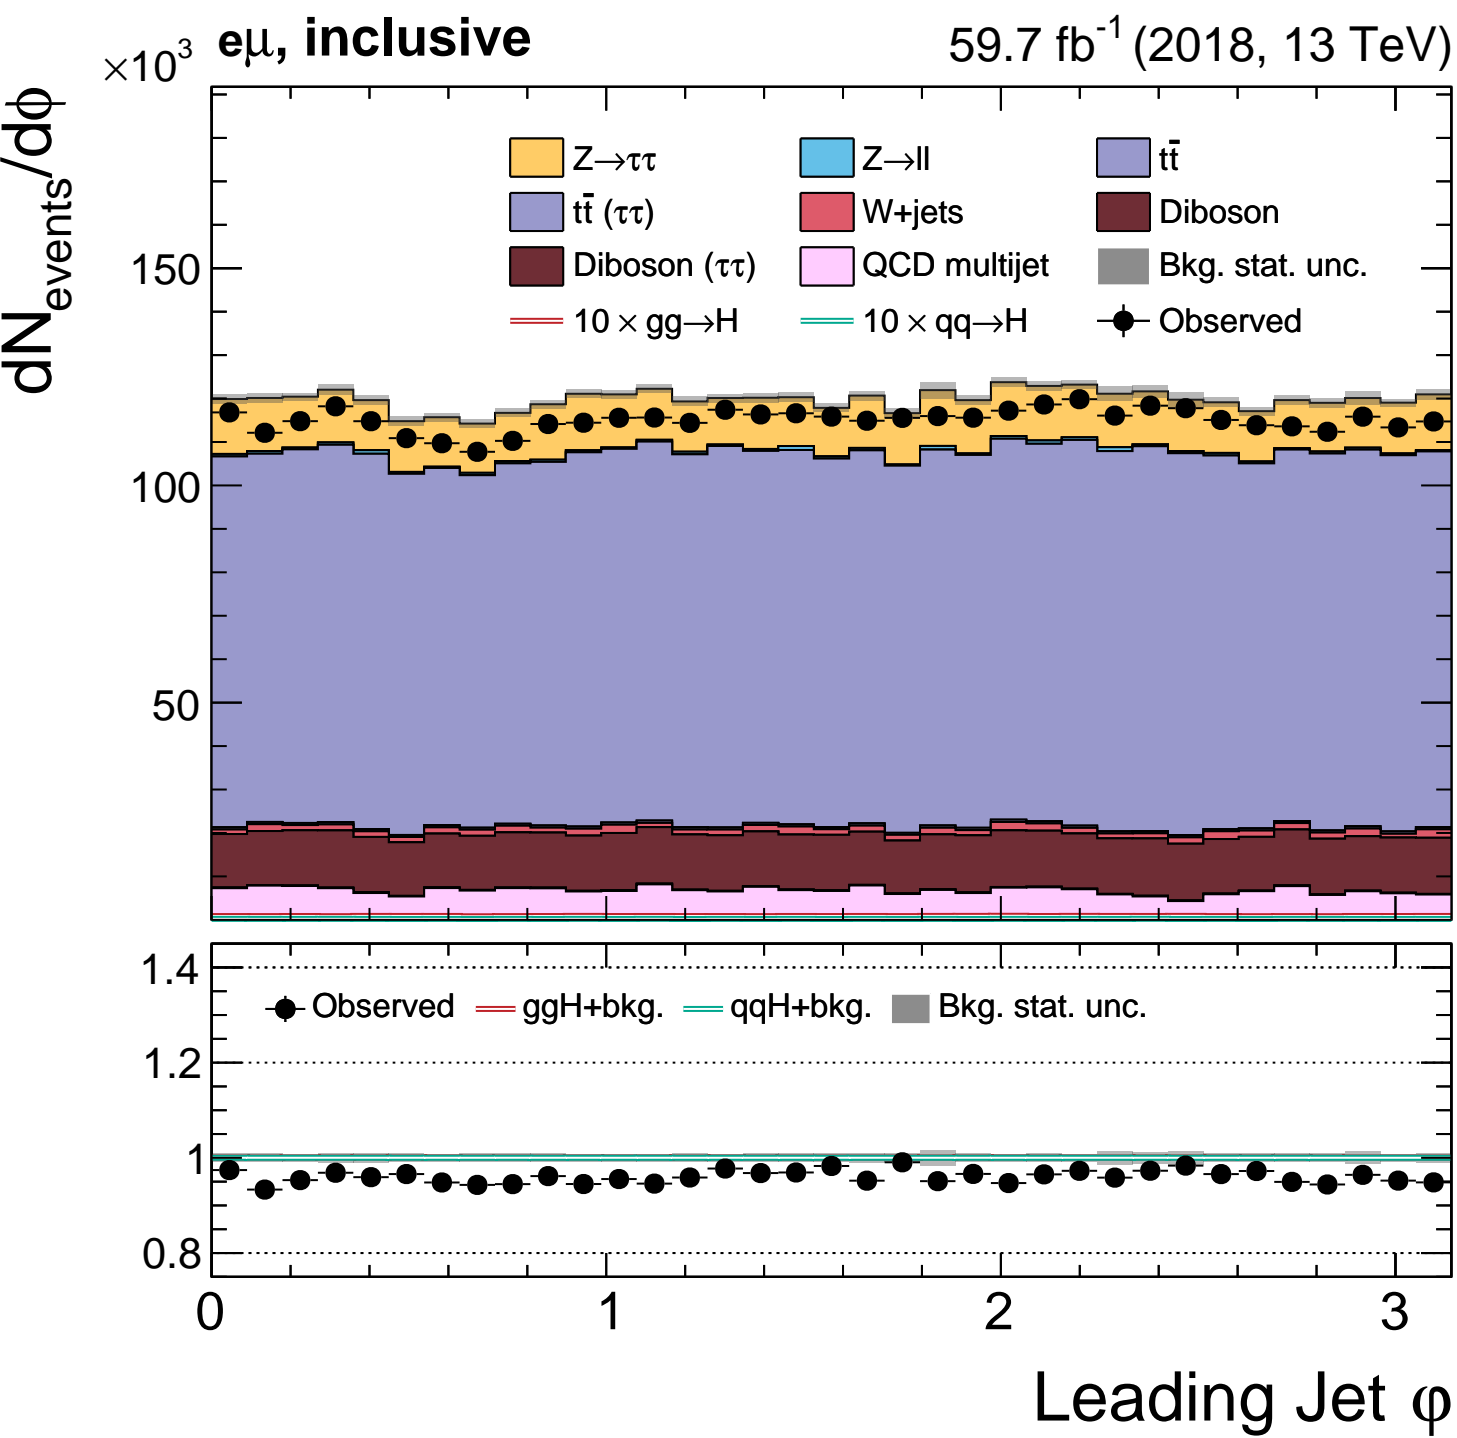 ×10³ eμ, inclusive 59.7 fb⁻¹ (2018, 13 TeV)
dN_events/dϕ
Z→ττ Z→ll tt̄
tt̄ (ττ) W+jets Diboson
Diboson (ττ) QCD multijet Bkg. stat. unc.
10 × gg→H 10 × qq→H Observed
150
100
50
1.4
Observed ggH+bkg. qqH+bkg. Bkg. stat. unc.
1.2
1
0.8
0 1 2 3
Leading Jet φ